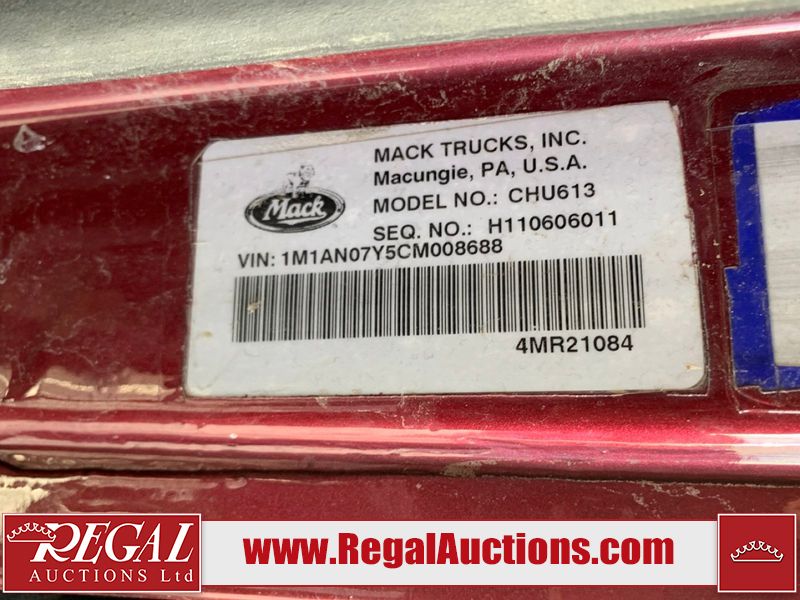 Mack
MACK TRUCKS, INC.
Macungie, PA, U.S.A.
MODEL NO.: CHU613
SEQ. NO.: H110606011
VIN: 1M1AN07Y5CM008688
4MR21084
REGAL
AUCTIONS Ltd
www.RegalAuctions.com